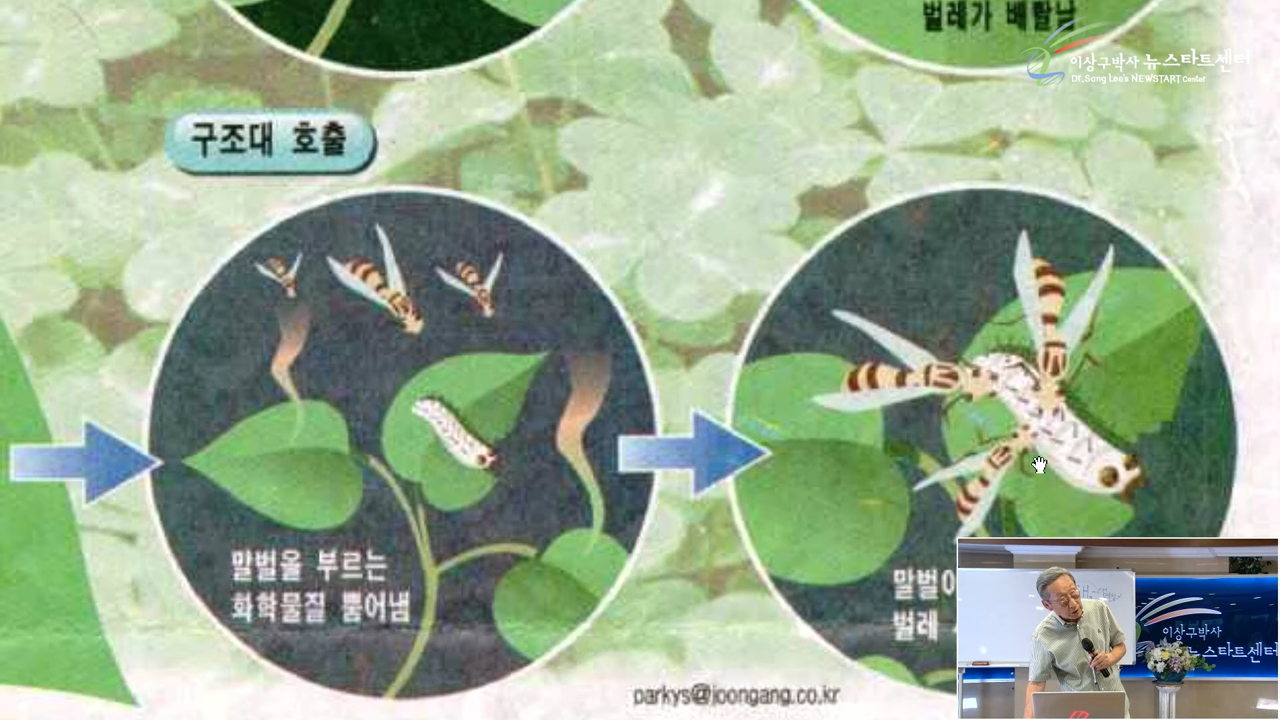 벌레가 배탈남
이상구박사 뉴스타트센터
Dr. Sang Lee's NEWSTART Center
구조대 호출
말벌을 부르는
화학물질 뿜어냄
말벌이
벌레
parkys@joongang.co.kr
이상구박사
뉴스타트센터